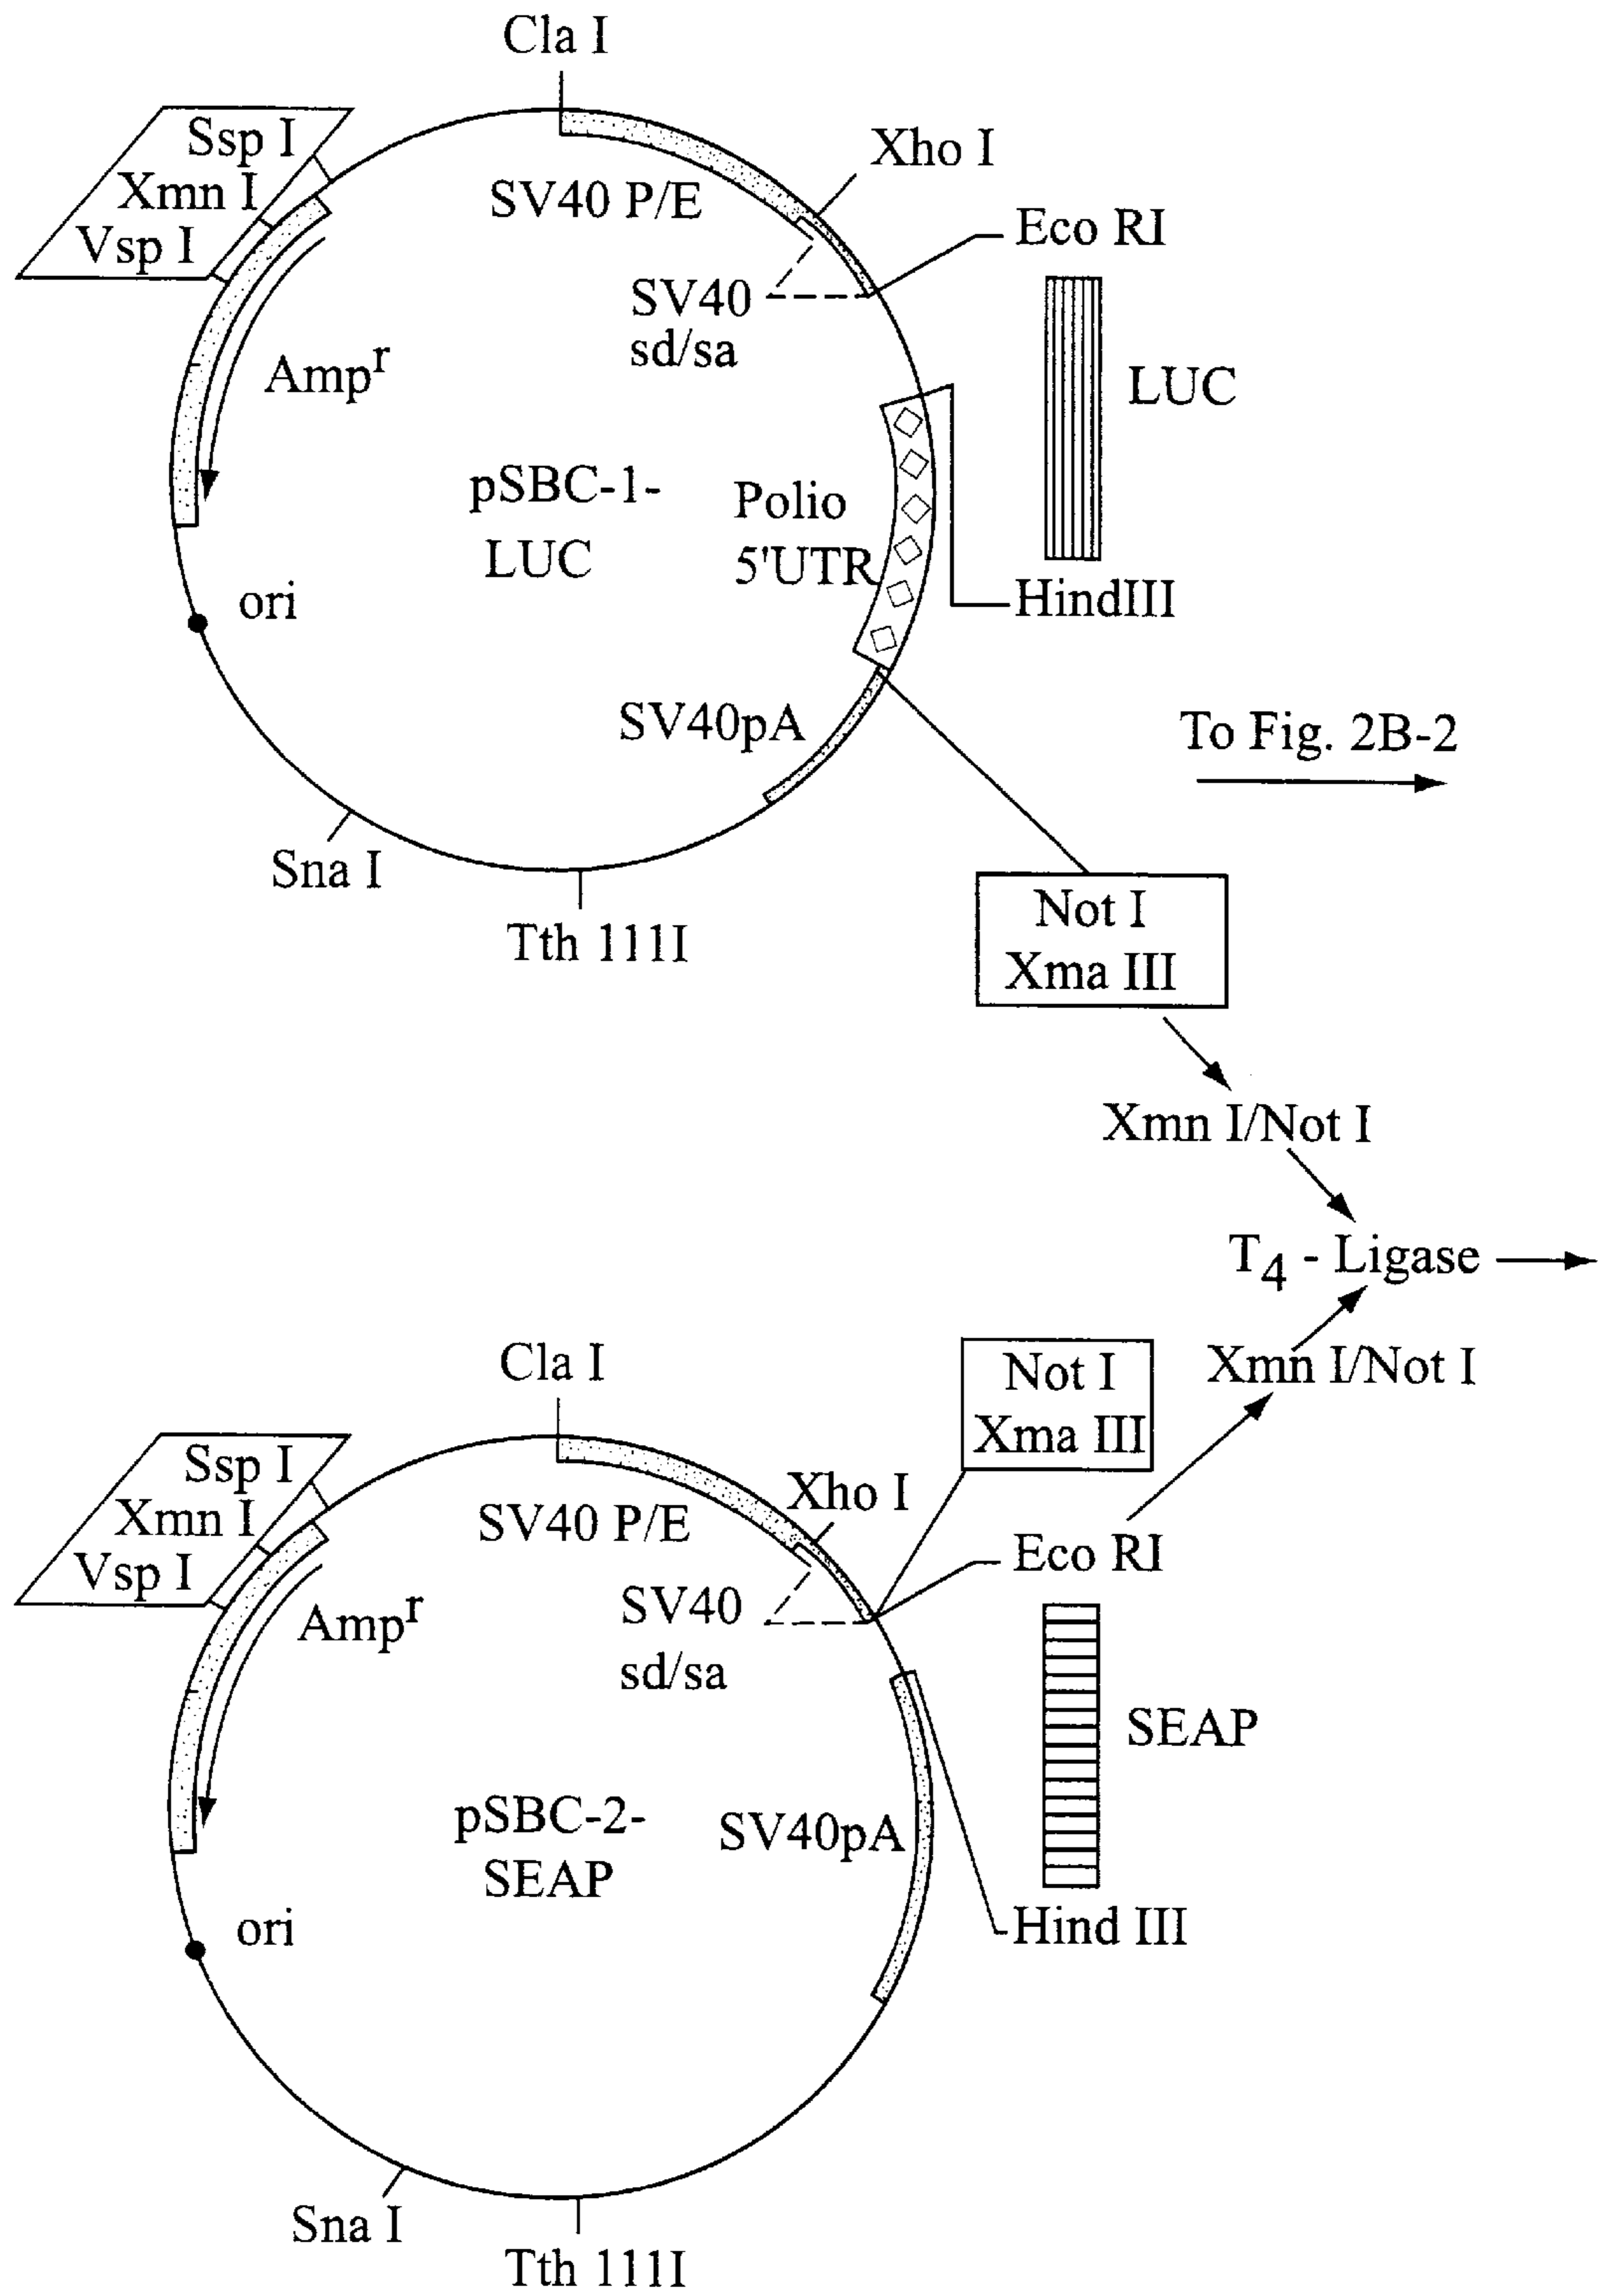 Cla I
Ssp I
Xmn I
Vsp I
SV40 P/E
Xho I
Eco RI
SV40
sd/sa
LUC
Ampʳ
pSBC-1-
LUC
Polio
5'UTR
HindIII
ori
SV40pA
To Fig. 2B-2
Sna I
Tth 111I
Not I
Xma III
Xmn I/Not I
T₄ - Ligase
Xmn I/Not I
Cla I
Not I
Xma III
Ssp I
Xmn I
Vsp I
SV40 P/E
Xho I
Eco RI
SV40
sd/sa
Ampʳ
SEAP
pSBC-2-
SEAP
SV40pA
Hind III
ori
Sna I
Tth 111I